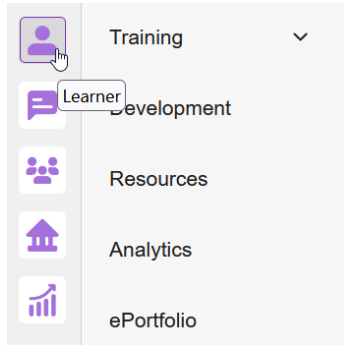 Training
Learner
Development
Resources
Analytics
ePortfolio